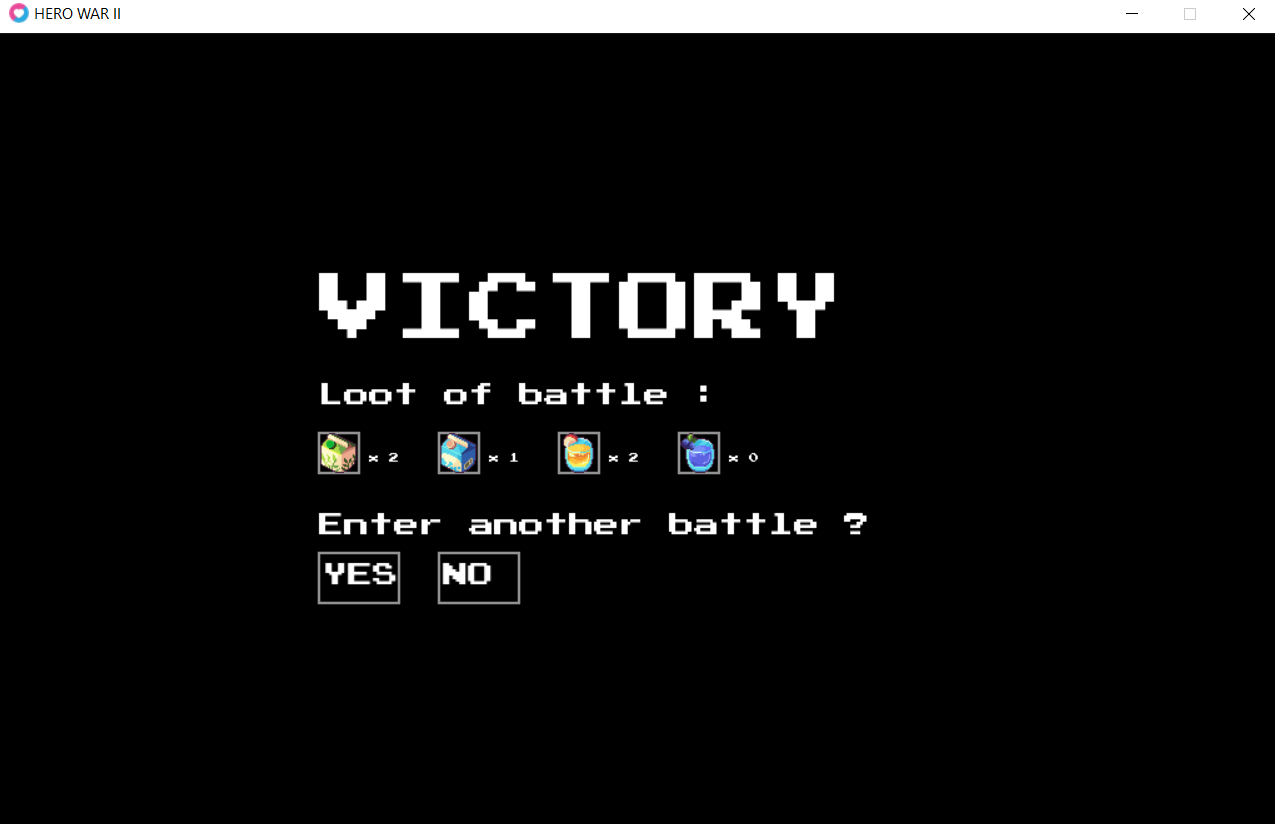 HERO WAR II
VICTORY
Loot of battle :
x 2 x 1 x 2 x 0
Enter another battle ?
YES NO